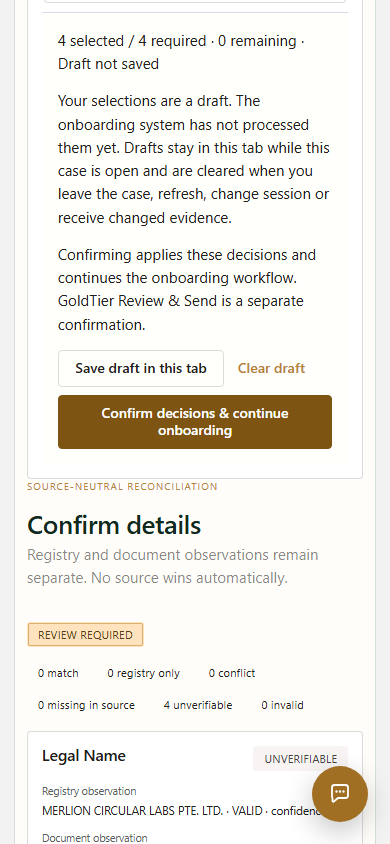 4 selected / 4 required · 0 remaining ·
Draft not saved
Your selections are a draft. The
onboarding system has not processed
them yet. Drafts stay in this tab while this
case is open and are cleared when you
leave the case, refresh, change session or
receive changed evidence.
Confirming applies these decisions and
continues the onboarding workflow.
GoldTier Review & Send is a separate
confirmation.
Save draft in this tab
Clear draft
Confirm decisions & continue
onboarding
SOURCE-NEUTRAL RECONCILIATION
Confirm details
Registry and document observations remain
separate. No source wins automatically.
REVIEW REQUIRED
0 match 0 registry only 0 conflict
0 missing in source 4 unverifiable 0 invalid
Legal Name
UNVERIFIABLE
Registry observation
MERLION CIRCULAR LABS PTE. LTD. · VALID ·
Document observation